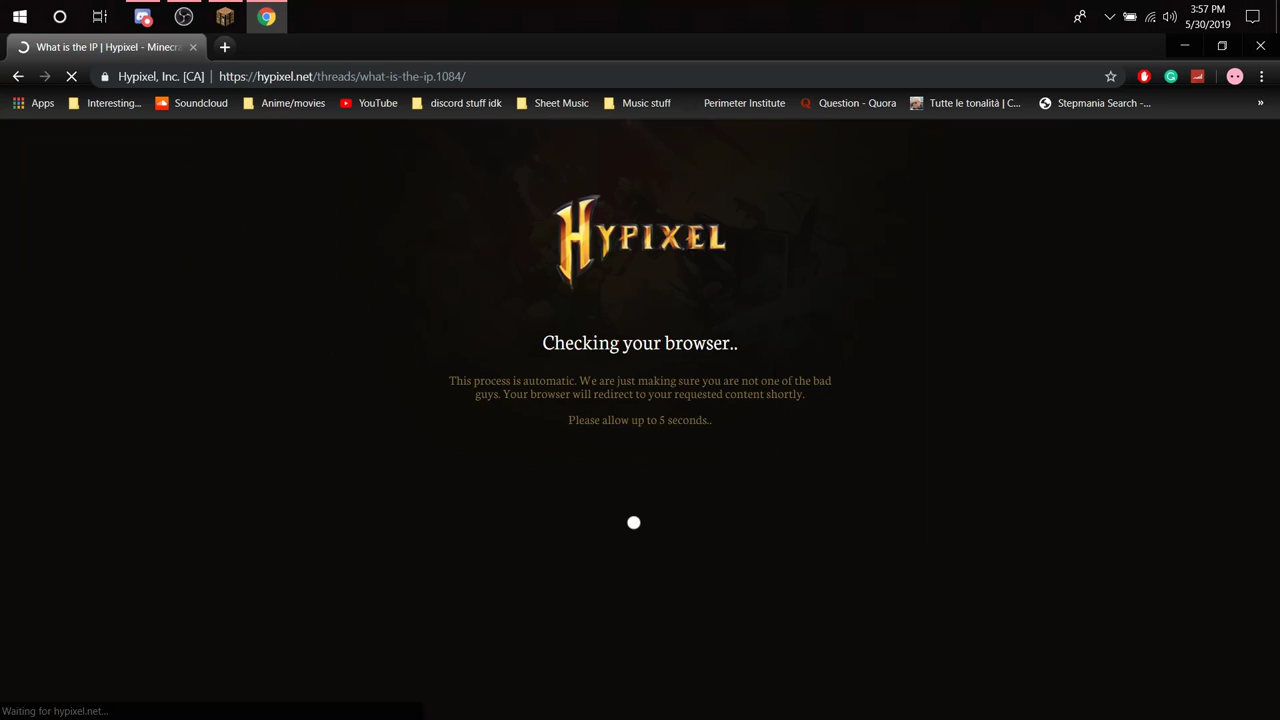 3:57 PM
5/30/2019
What is the IP | Hypixel - Minecra
Hypixel, Inc. [CA] | https://hypixel.net/threads/what-is-the-ip.1084/
Apps Interesting... Soundcloud Anime/movies YouTube discord stuff idk Sheet Music Music stuff Perimeter Institute Question - Quora Tutte le tonalità | C... Stepmania Search -... »
HYPIXEL
Checking your browser..
This process is automatic. We are just making sure you are not one of the bad
guys. Your browser will redirect to your requested content shortly.
Please allow up to 5 seconds..
Waiting for hypixel.net...